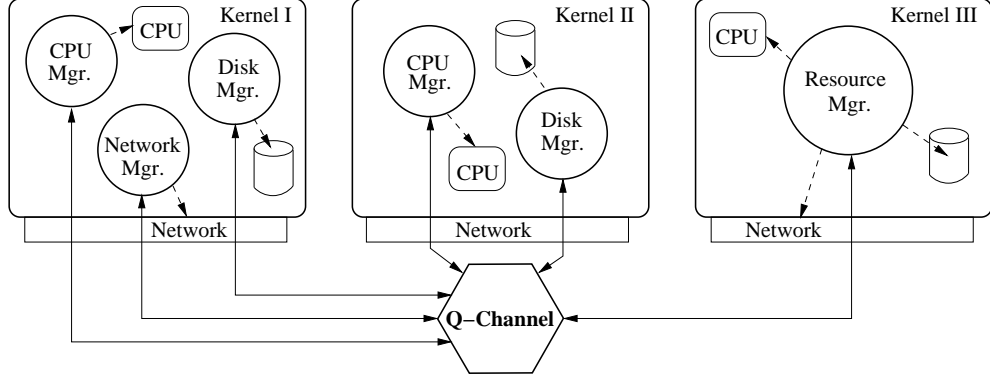 Kernel I
CPU
CPU
Mgr.
Disk
Mgr.
Network
Mgr.
Network
Kernel II
CPU
Mgr.
Disk
Mgr.
CPU
Network
Kernel III
CPU
Resource
Mgr.
Network
Q−Channel